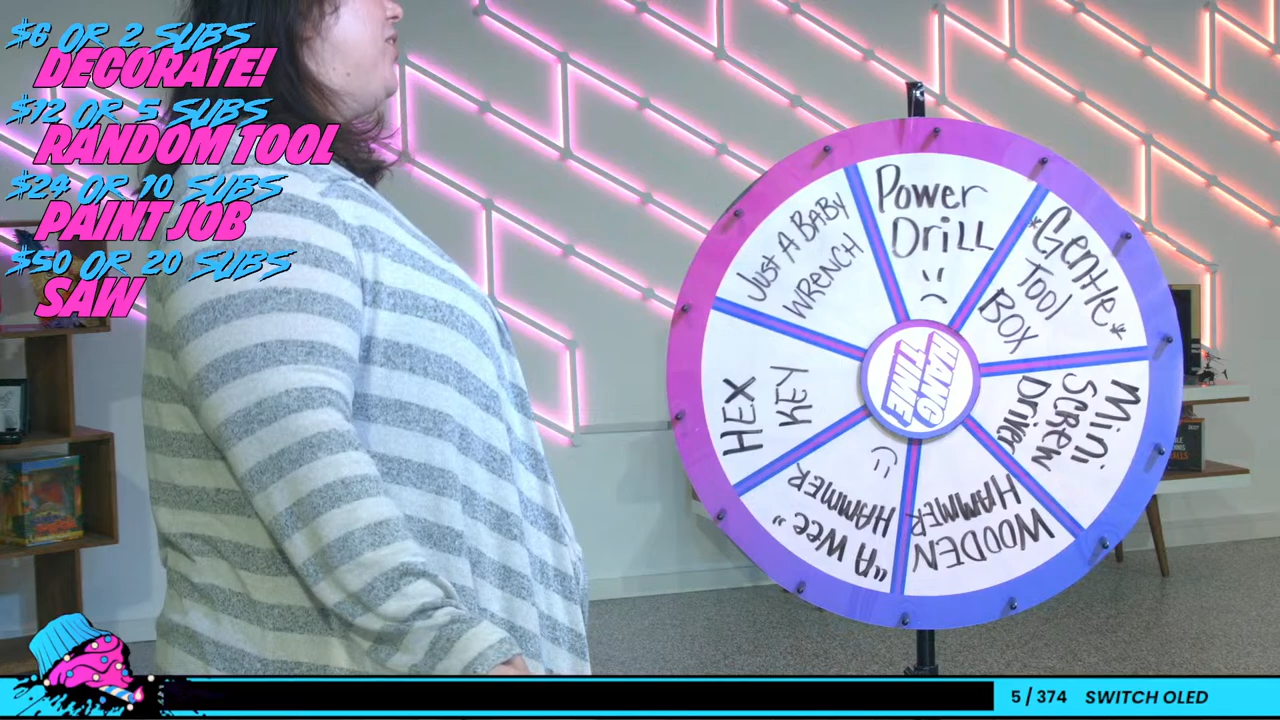 $6 OR 2 SUBS
DECORATE!
$12 OR 5 SUBS
RANDOM TOOL
$24 OR 10 SUBS
PAINT JOB
$50 OR 20 SUBS
SAW
Power
DrilL
*Gentle*
Tool
BOX
Mini
Screw
Driver
WOODEN
HAMMER
"A Wee"
HAMMER
HEX
KEY
Just A BABY
WRENCH
HANG
TIME!
5 / 374 SWITCH OLED